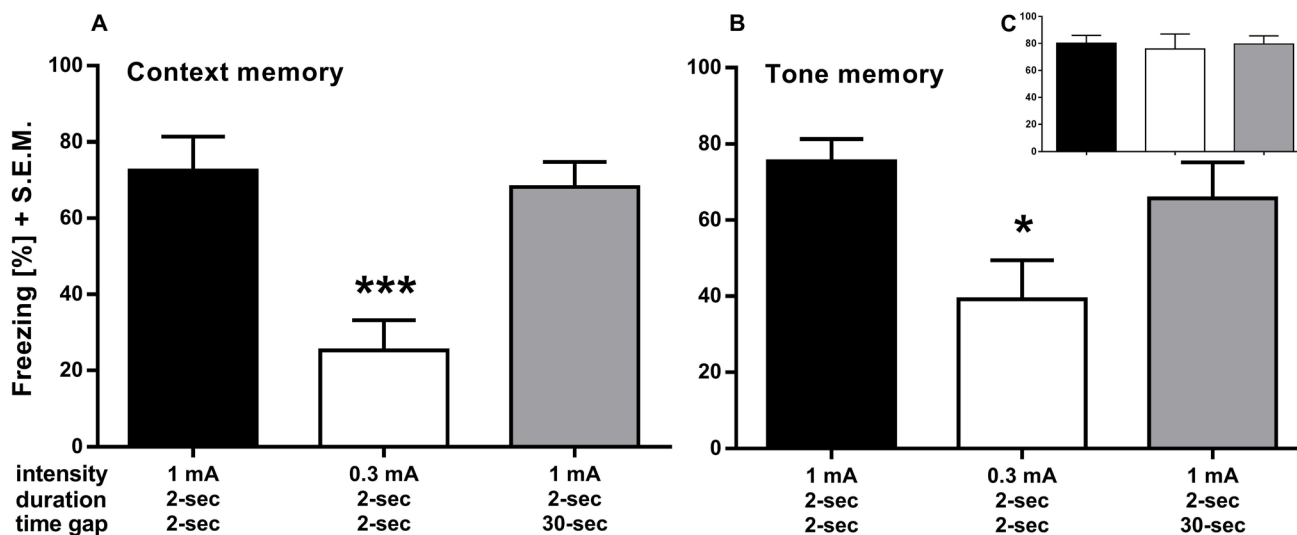 A
Context memory
Freezing [%] + S.E.M.
100
80
60
40
20
0
intensity 1 mA 0.3 mA 1 mA
duration 2-sec 2-sec 2-sec
time gap 2-sec 2-sec 30-sec
***
B
Tone memory
100
80
60
40
20
0
*
1 mA 0.3 mA 1 mA
2-sec 2-sec 2-sec
2-sec 2-sec 30-sec
C
100
80
60
40
20
0